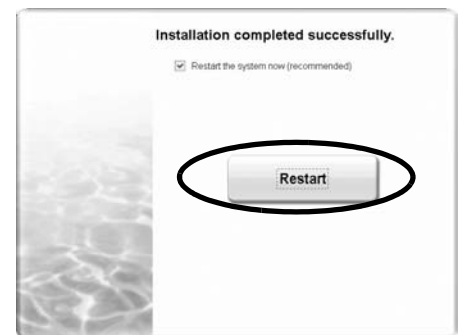 Installation completed successfully.
Restart the system now (recommended)
Restart